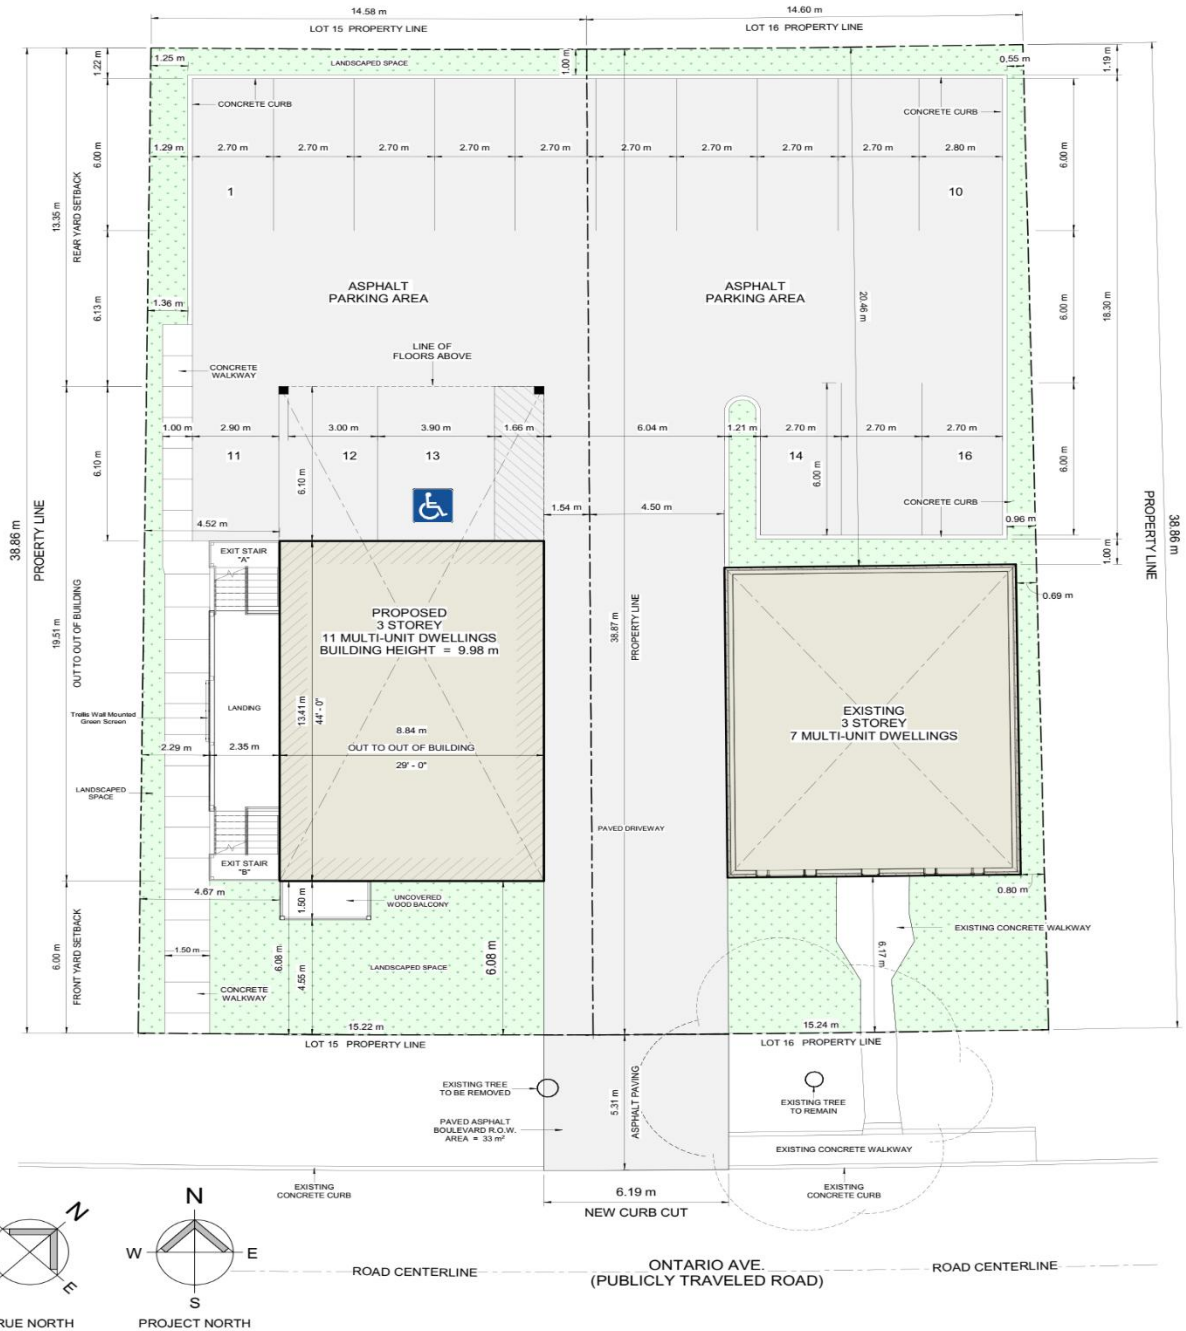 14.58 m
14.60 m
LOT 15 PROPERTY LINE
LOT 16 PROPERTY LINE
1.22 m
1.25 m
LANDSCAPED SPACE
1.00 m
0.55 m
1.19 m
CONCRETE CURB
CONCRETE CURB
6.00 m
1.29 m
2.70 m
2.70 m
2.70 m
2.70 m
2.70 m
2.70 m
2.70 m
2.70 m
2.70 m
2.80 m
6.00 m
1
10
13.35 m
REAR YARD SETBACK
ASPHALT
PARKING AREA
ASPHALT
PARKING AREA
20.46 m
6.13 m
1.36 m
6.00 m
18.30 m
LINE OF
FLOORS ABOVE
CONCRETE
WALKWAY
1.00 m
2.90 m
3.00 m
3.90 m
1.66 m
6.04 m
1.21 m
2.70 m
2.70 m
2.70 m
6.10 m
11
12
13
14
16
6.10 m
6.00 m
6.00 m
CONCRETE CURB
4.52 m
1.54 m
4.50 m
0.96 m
1.00 m
38.86 m
PROERTY LINE
PROPERTY LINE
38.86 m
EXIT STAIR
"A"
0.69 m
PROPOSED
3 STOREY
11 MULTI-UNIT DWELLINGS
BUILDING HEIGHT = 9.98 m
38.87 m
PROPERTY LINE
19.51 m
OUT TO OUT OF BUILDING
Trellis Wall Mounted
Green Screen
LANDING
13.41 m
44' - 0"
EXISTING
3 STOREY
7 MULTI-UNIT DWELLINGS
8.84 m
OUT TO OUT OF BUILDING
29' - 0"
2.29 m
2.35 m
LANDSCAPED
SPACE
PAVED DRIVEWAY
EXIT STAIR
"B"
4.67 m
1.50 m
UNCOVERED
WOOD BALCONY
0.80 m
6.00 m
FRONT YARD SETBACK
1.50 m
6.08 m
4.55 m
6.08 m
LANDSCAPED SPACE
EXISTING CONCRETE WALKWAY
6.17 m
CONCRETE
WALKWAY
15.22 m
15.24 m
LOT 15 PROPERTY LINE
LOT 16 PROPERTY LINE
EXISTING TREE
TO BE REMOVED
5.31 m
ASPHALT PAVING
EXISTING TREE
TO REMAIN
PAVED ASPHALT
BOULEVARD R.O.W.
AREA = 33 m²
EXISTING CONCRETE WALKWAY
EXISTING
CONCRETE CURB
6.19 m
NEW CURB CUT
EXISTING
CONCRETE CURB
N
E
N
W
E
S
ROAD CENTERLINE
ONTARIO AVE.
(PUBLICLY TRAVELED ROAD)
ROAD CENTERLINE
RUE NORTH
PROJECT NORTH